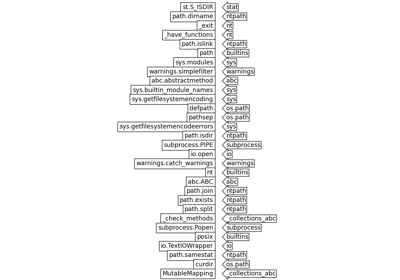 st.S_ISDIR stat
path.dirname ntpath
_exit nt
_have_functions nt
path.islink ntpath
path builtins
sys.modules sys
warnings.simplefilter warnings
abc.abstractmethod abc
sys.builtin_module_names sys
sys.getfilesystemencoding sys
defpath os.path
pathsep os.path
sys.getfilesystemencodeerrors sys
path.isdir ntpath
subprocess.PIPE subprocess
io.open io
warnings.catch_warnings warnings
nt builtins
abc.ABC abc
path.join ntpath
path.exists ntpath
path.split ntpath
_check_methods _collections_abc
subprocess.Popen subprocess
posix builtins
io.TextIOWrapper io
path.samestat ntpath
curdir os.path
MutableMapping _collections_abc